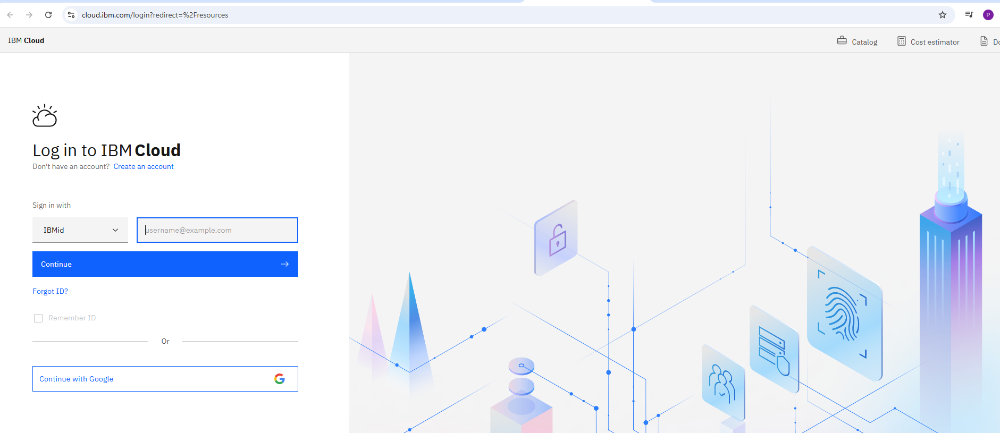 cloud.ibm.com/login?redirect=%2Fresources
P
IBM Cloud
Catalog
Cost estimator
Log in to IBM Cloud
Don't have an account? Create an account
Sign in with
IBMid
username@example.com
Continue
Forgot ID?
Remember ID
Or
Continue with Google